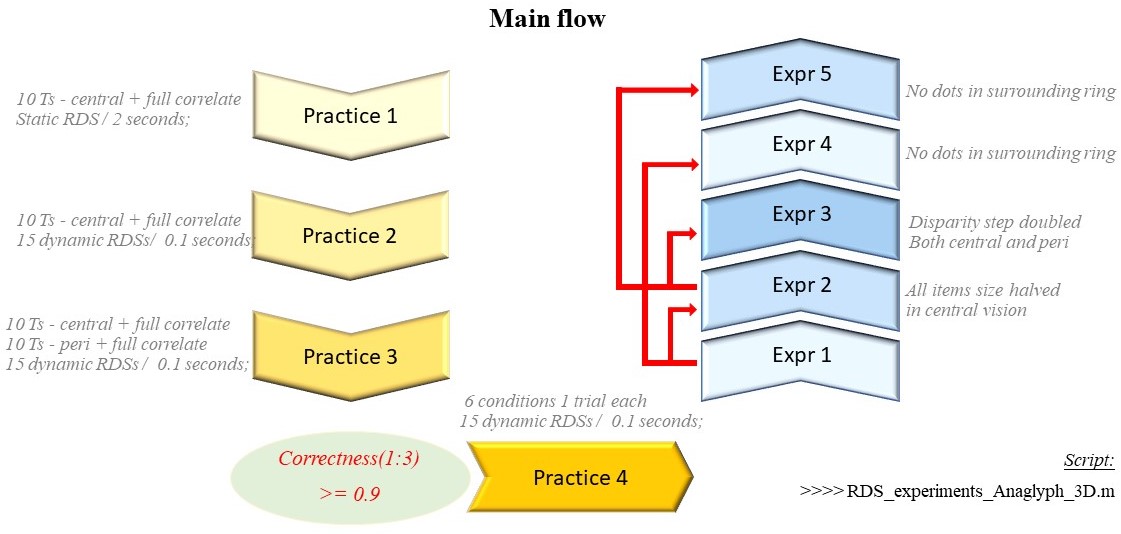 Main flow
10 Ts - central + full correlate
Static RDS / 2 seconds;
Practice 1
10 Ts - central + full correlate
15 dynamic RDSs/ 0.1 seconds;
Practice 2
10 Ts - central + full correlate
10 Ts - peri + full correlate
15 dynamic RDSs / 0.1 seconds;
Practice 3
Correctness(1:3)
>= 0.9
6 conditions 1 trial each
15 dynamic RDSs / 0.1 seconds;
Practice 4
Expr 5
No dots in surrounding ring
Expr 4
No dots in surrounding ring
Expr 3
Disparity step doubled
Both central and peri
Expr 2
All items size halved
in central vision
Expr 1
Script:
>>>> RDS_experiments_Anaglyph_3D.m